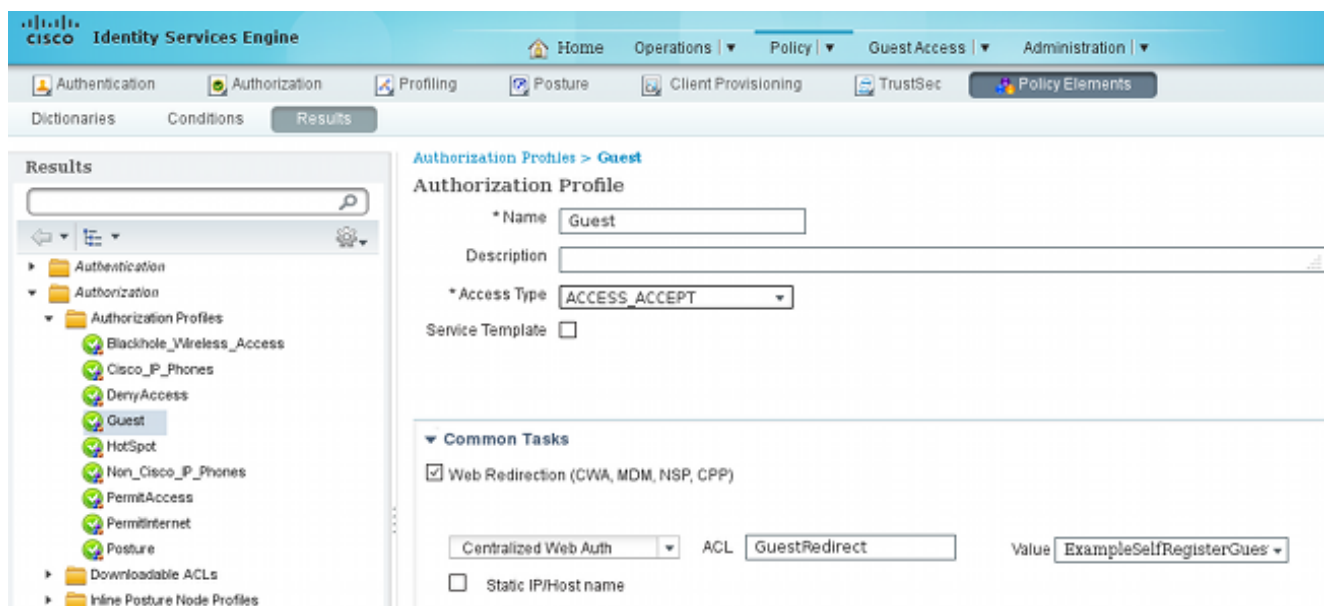 CISCO Identity Services Engine
Home Operations | Policy | Guest Access | Administration |
Authentication Authorization Profiling Posture Client Provisioning TrustSec Policy Elements
Dictionaries Conditions Results
Results
Authentication
Authorization
Authorization Profiles
Blackhole_Wireless_Access
Cisco_IP_Phones
DenyAccess
Guest
HotSpot
Non_Cisco_IP_Phones
PermitAccess
PermitInternet
Posture
Downloadable ACLs
Inline Posture Node Profiles
Authorization Profiles > Guest
Authorization Profile
* Name Guest
Description
* Access Type ACCESS_ACCEPT
Service Template
Common Tasks
Web Redirection (CWA, MDM, NSP, CPP)
Centralized Web Auth ACL GuestRedirect Value ExampleSelfRegisterGues
Static IP/Host name